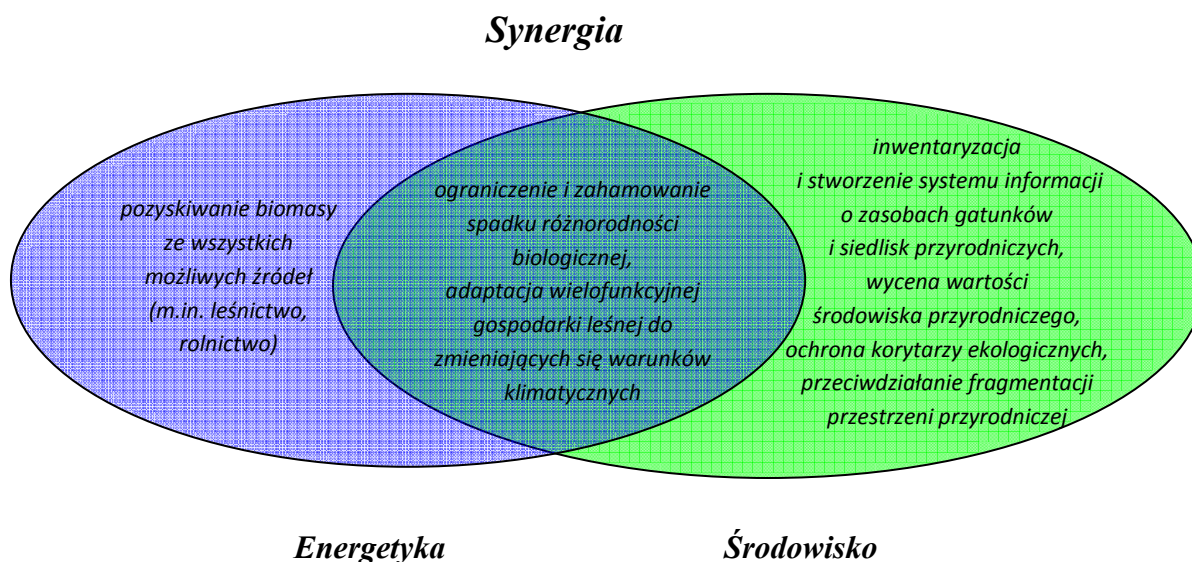 Synergia
pozyskiwanie biomasy
ze wszystkich
możliwych źródeł
(m.in. leśnictwo,
rolnictwo)
ograniczenie i zahamowanie
spadku różnorodności
biologicznej,
adaptacja wielofunkcyjnej
gospodarki leśnej do
zmieniających się warunków
klimatycznych
inwentaryzacja
i stworzenie systemu informacji
o zasobach gatunków
i siedlisk przyrodniczych,
wycena wartości
środowiska przyrodniczego,
ochrona korytarzy ekologicznych,
przeciwdziałanie fragmentacji
przestrzeni przyrodniczej
Energetyka
Środowisko